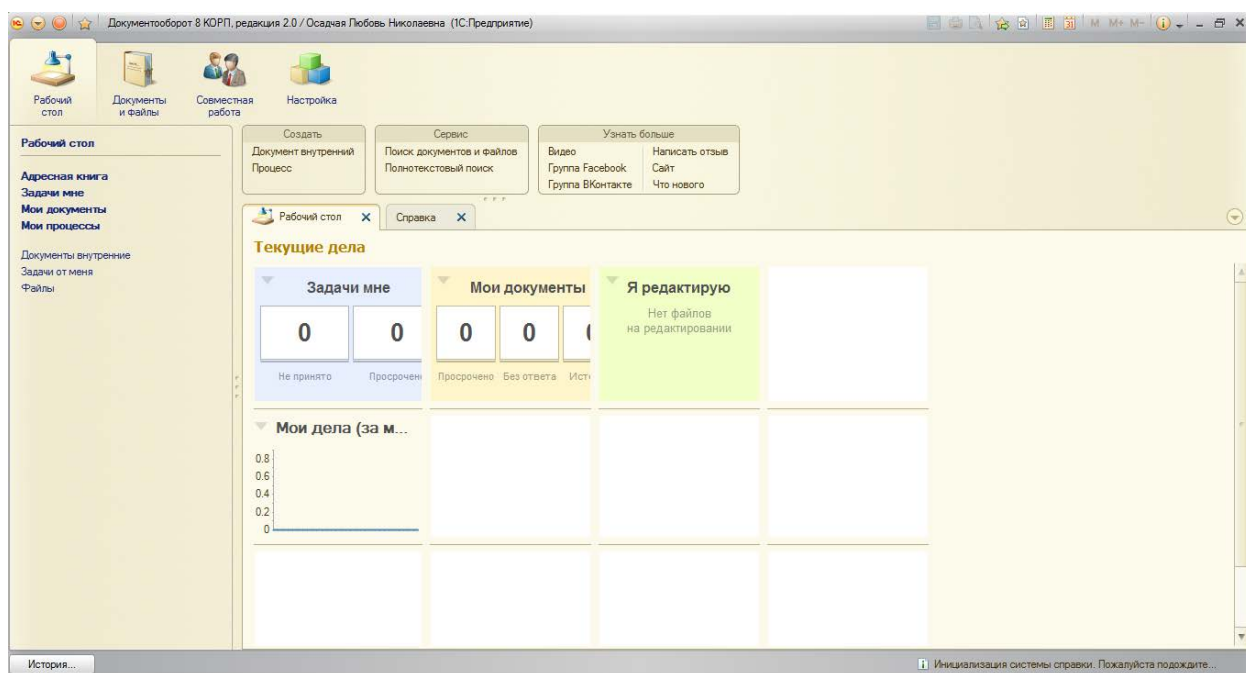 Документооборот 8 КОРП, редакция 2.0 / Осадчая Любовь Николаевна (1С:Предприятие)
M M+ M-
31
Рабочий стол
Документы и файлы
Совместная работа
Настройка
Рабочий стол
Адресная книга
Задачи мне
Мои документы
Мои процессы
Документы внутренние
Задачи от меня
Файлы
Создать
Документ внутренний
Процесс
Сервис
Поиск документов и файлов
Полнотекстовый поиск
Узнать больше
Видео
Группа Facebook
Группа ВКонтакте
Написать отзыв
Сайт
Что нового
Рабочий стол
Справка
Текущие дела
Задачи мне
0 0
Не принято Просрочен
Мои документы
0 0
Просрочено Без ответа Ист
Я редактирую
Нет файлов
на редактировании
Мои дела (за м...
0.8
0.6
0.4
0.2
0
История...
Инициализация системы справки. Пожалуйста подождите...